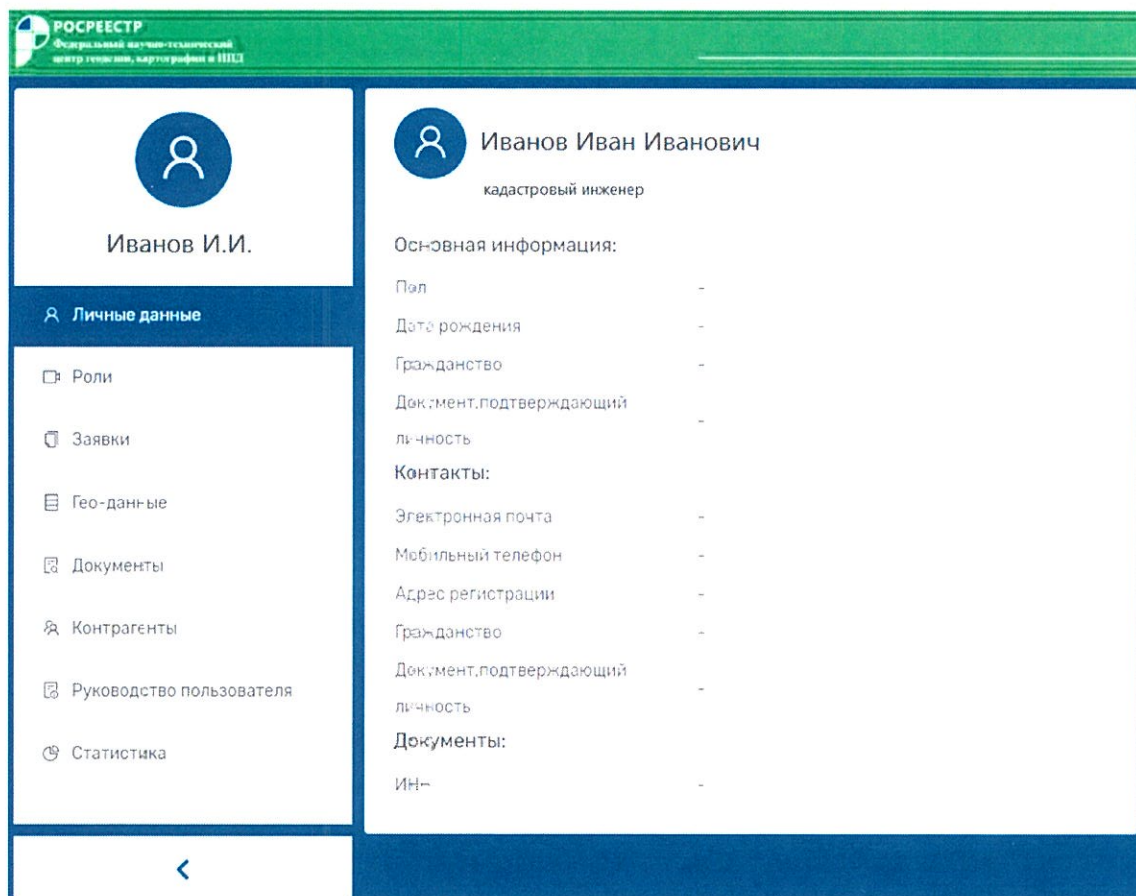 РОСРЕЕСТР
Федеральный научно-технический
центр геодезии, картографии и ИПД
Иванов И.И.
Личные данные
Роли
Заявки
Гео-данные
Документы
Контрагенты
Руководство пользователя
Статистика
Иванов Иван Иванович
кадастровый инженер
Основная информация:
Пол -
Дата рождения -
Гражданство -
Документ,подтверждающий
личность -
Контакты:
Электронная почта -
Мобильный телефон -
Адрес регистрации -
Гражданство -
Документ,подтверждающий
личность -
Документы:
ИНН -